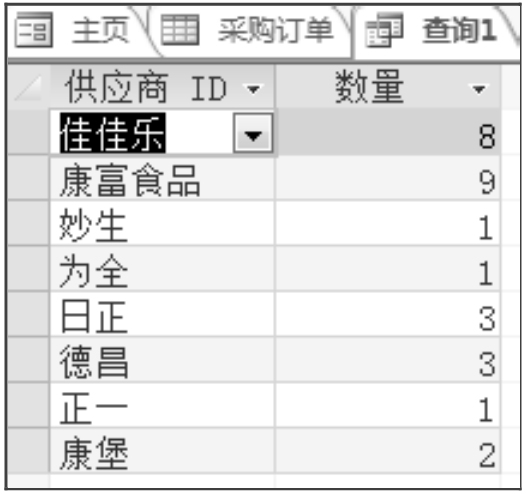 主页 采购订单 查询1
供应商 ID 数量
佳佳乐 8
康富食品 9
妙生 1
为全 1
日正 3
德昌 3
正一 1
康堡 2